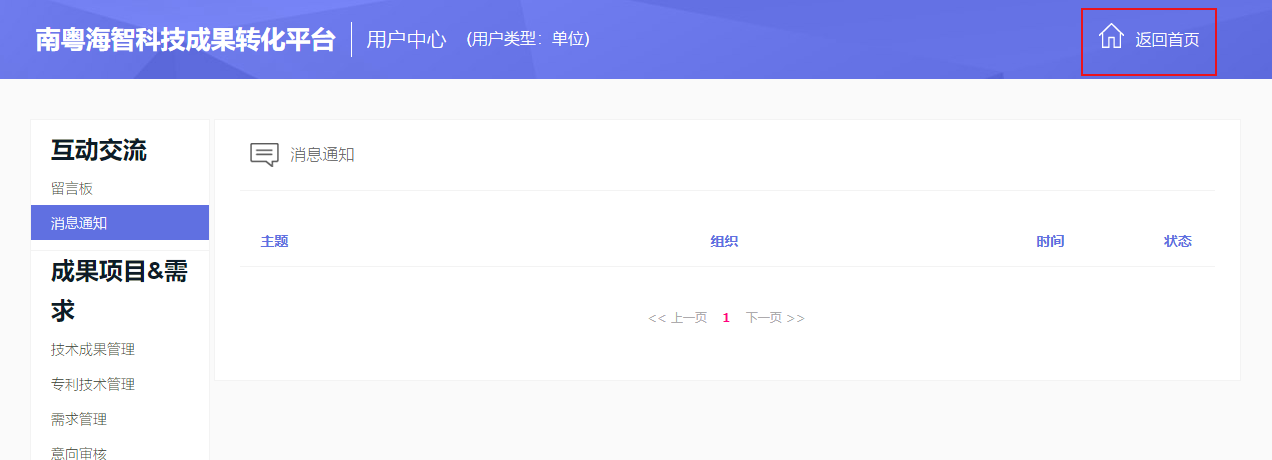 南粤海智科技成果转化平台 用户中心 (用户类型：单位) 返回首页
互动交流
留言板
消息通知
成果项目&需
求
技术成果管理
专利技术管理
需求管理
意向审核
消息通知
主题 组织 时间 状态
<< 上一页 1 下一页 >>